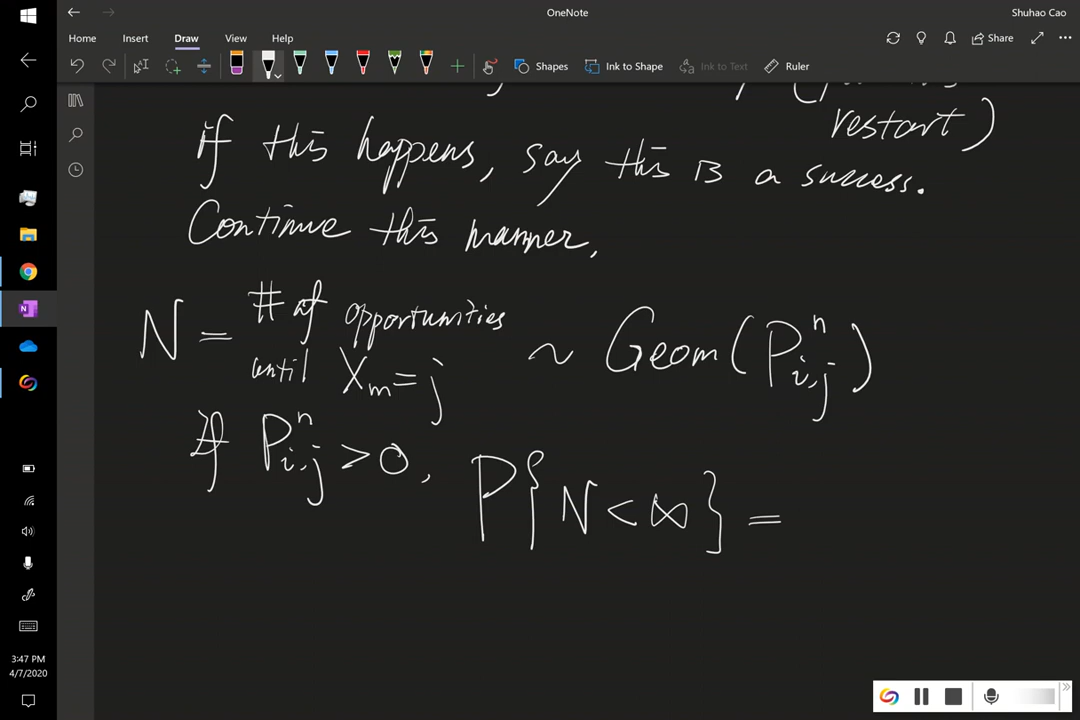 OneNote
Shuhao Cao
Home Insert Draw View Help
Share
Shapes Ink to Shape Ink to Text Ruler
restart)
if this happens, say this is a success.
Continue this manner,
N = # of opportunities until X_m = j ~ Geom(P^n_{i,j})
If P^n_{i,j} > 0, P{N < ∞} =
3:47 PM
4/7/2020